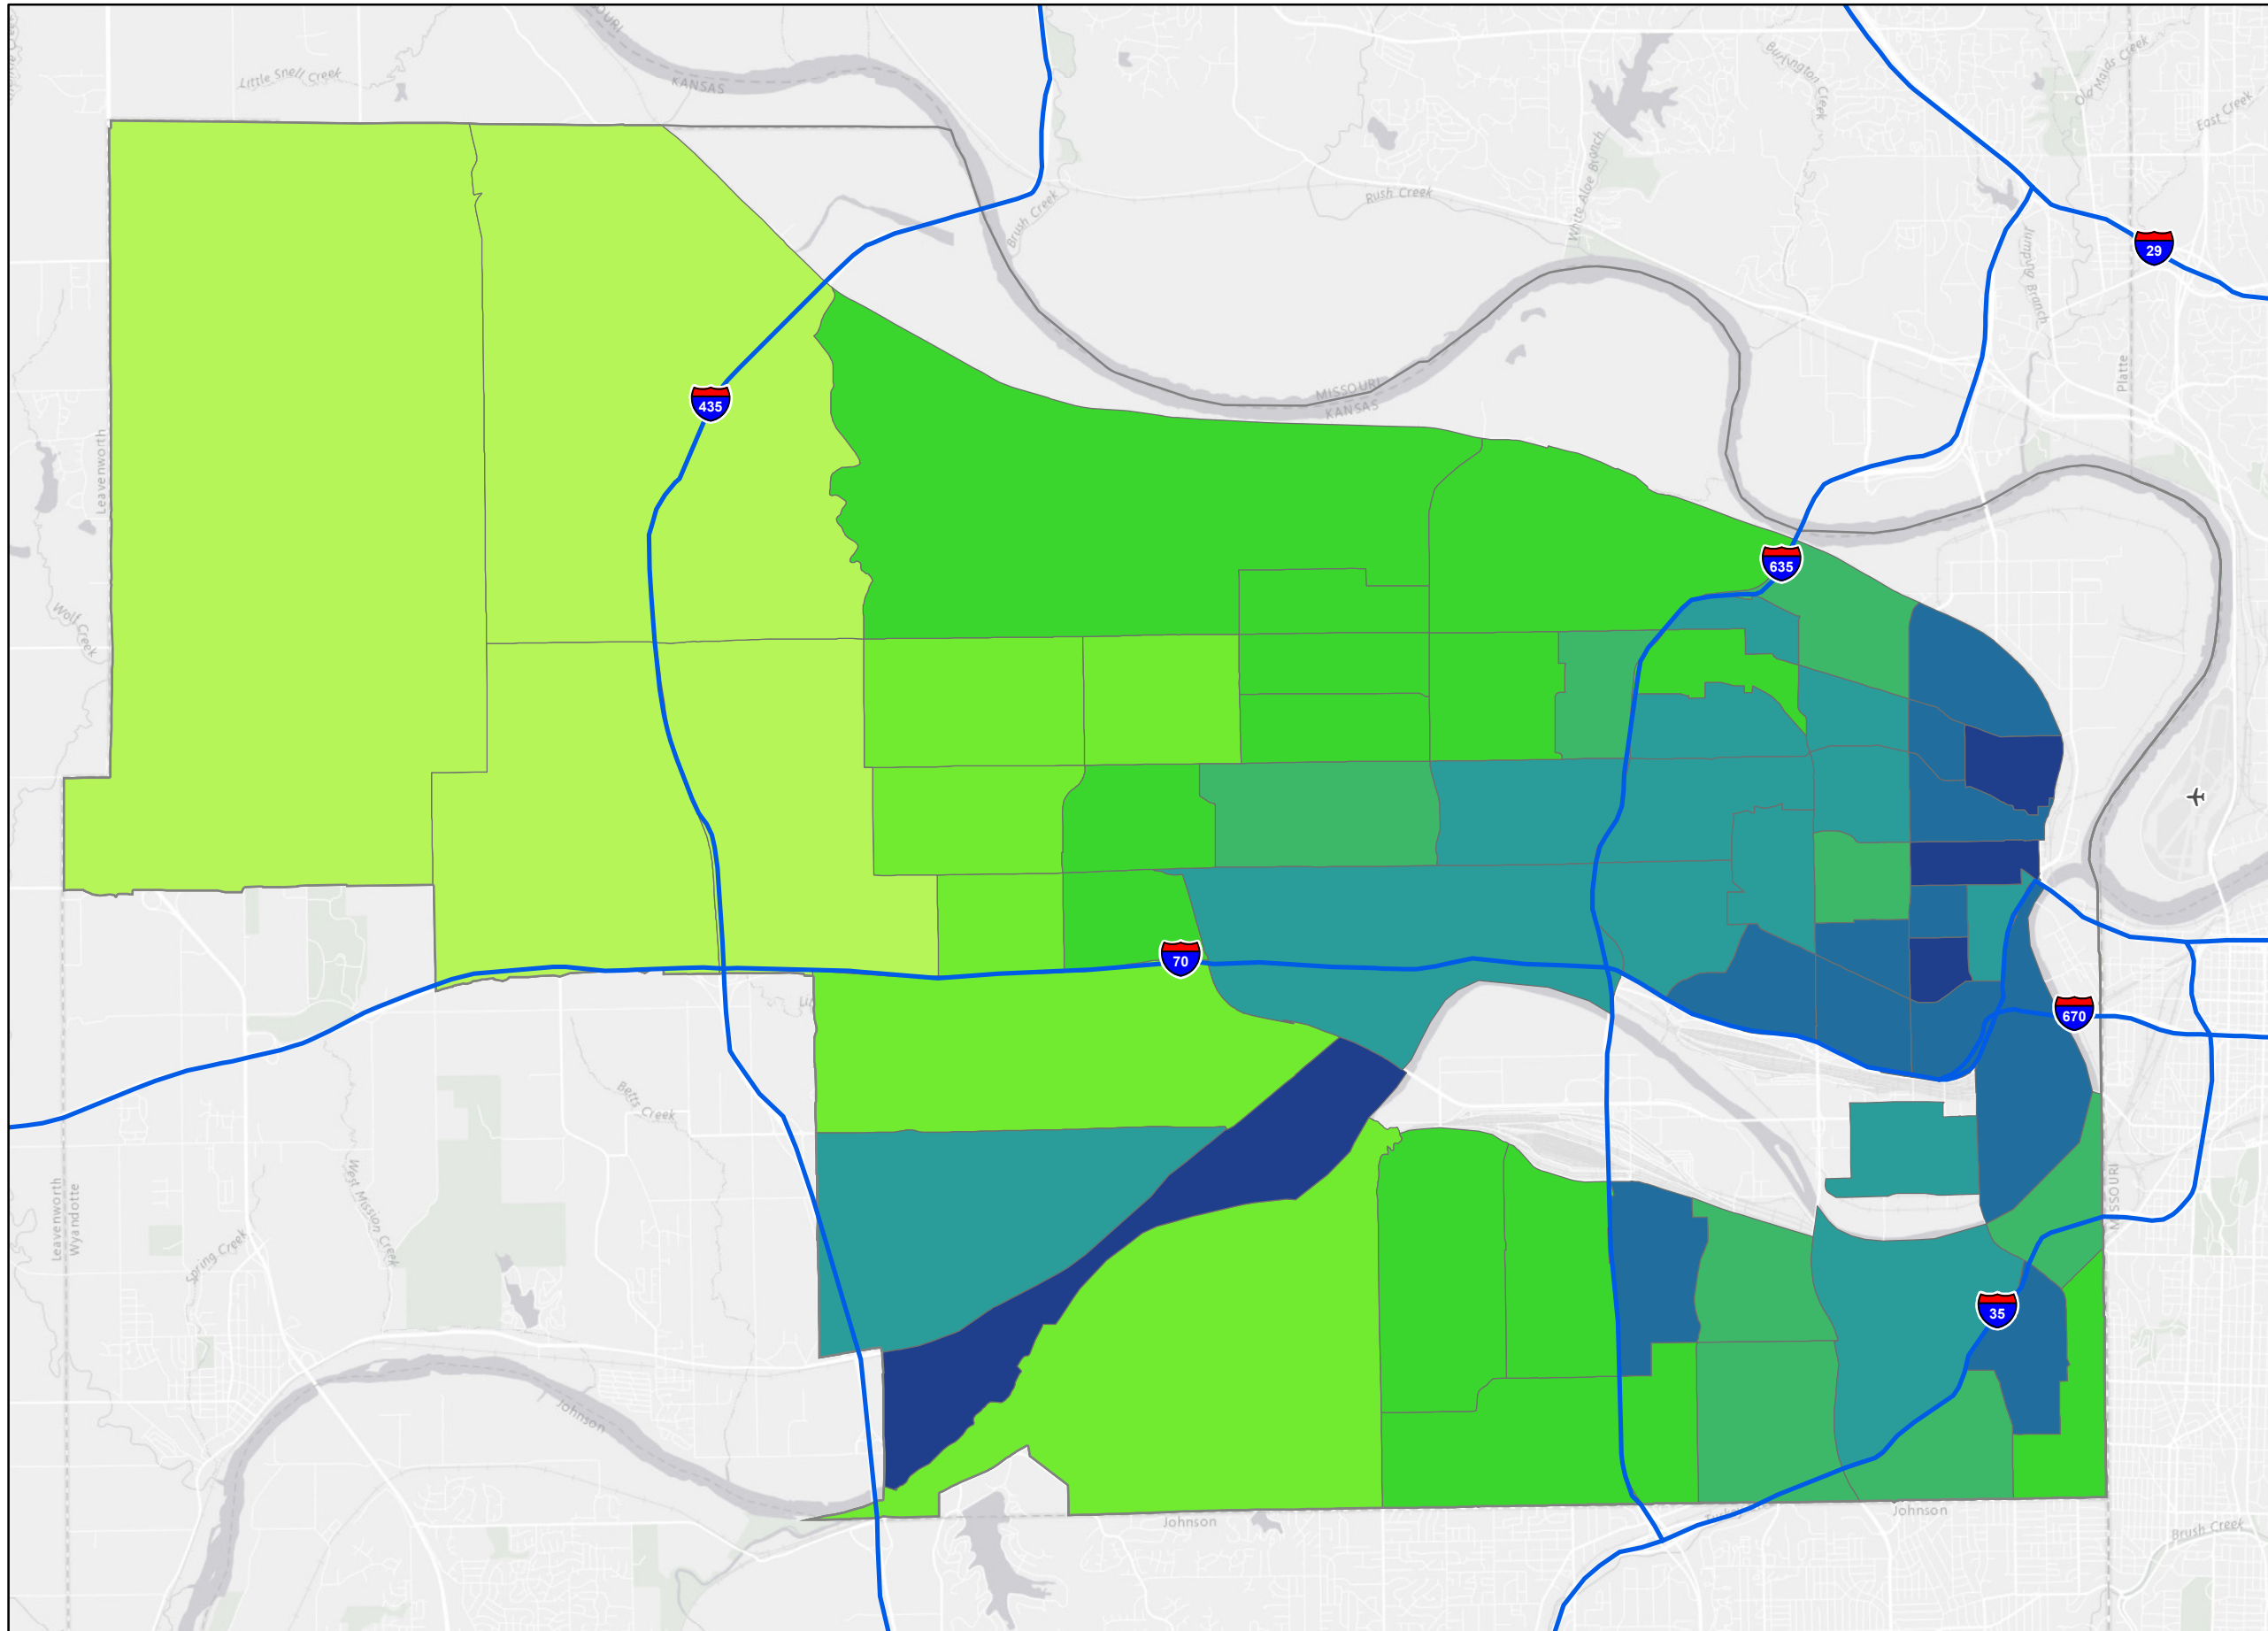 Little Snell Creek
KANSAS
Burlington Creek
Old Maids Creek
East Creek
White Aloe Branch
Rush Creek
Brush Creek
Jumping Branch
29
Platte
MISSOURI
KANSAS
435
Leavenworth
635
Wolf Creek
70
670
Betts Creek
West Mission Creek
Leavenworth
Wyandotte
MISSOURI
Spring Creek
35
Johnson
Johnson
Johnson
Brush Creek